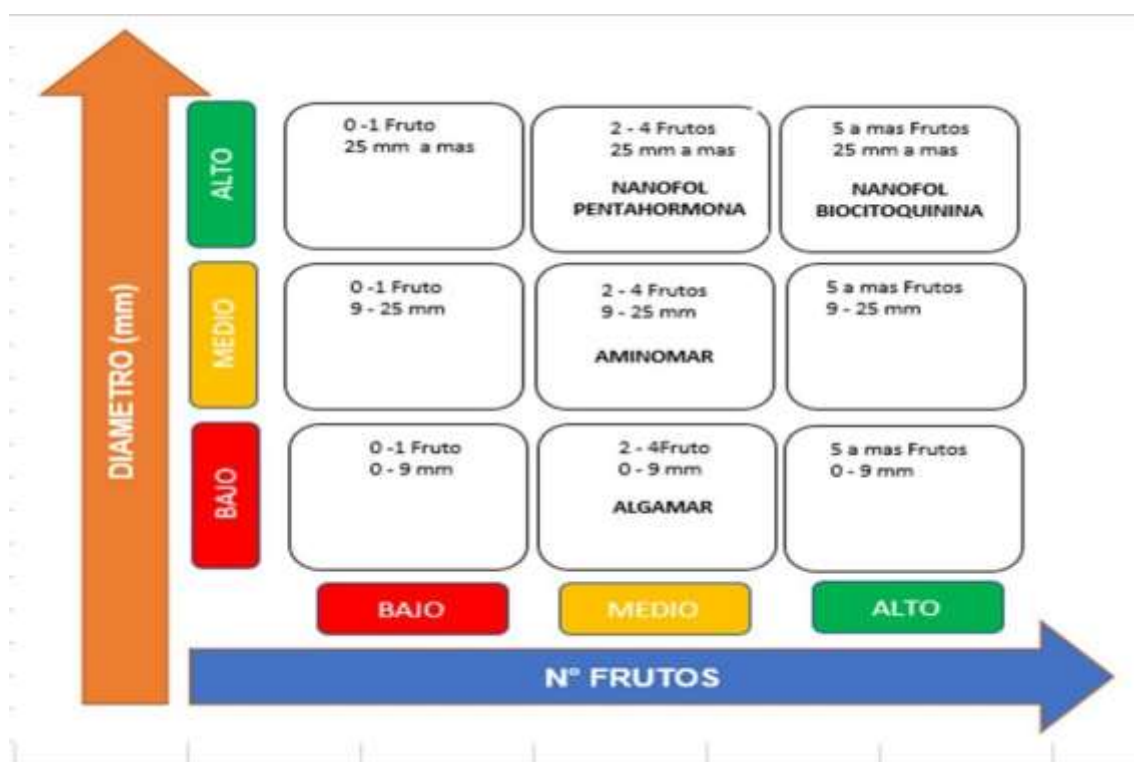 DIAMETRO (mm)
ALTO
0 -1 Fruto
25 mm a mas
2 - 4 Frutos
25 mm a mas
NANOFOL
PENTAHORMONA
5 a mas Frutos
25 mm a mas
NANOFOL
BIOCITOQUININA
MEDIO
0 -1 Fruto
9 - 25 mm
2 - 4 Frutos
9 - 25 mm
AMINOMAR
5 a mas Frutos
9 - 25 mm
BAJO
0 -1 Fruto
0 - 9 mm
2 - 4Fruto
0 - 9 mm
ALGAMAR
5 a mas Frutos
0 - 9 mm
BAJO
MEDIO
ALTO
N° FRUTOS